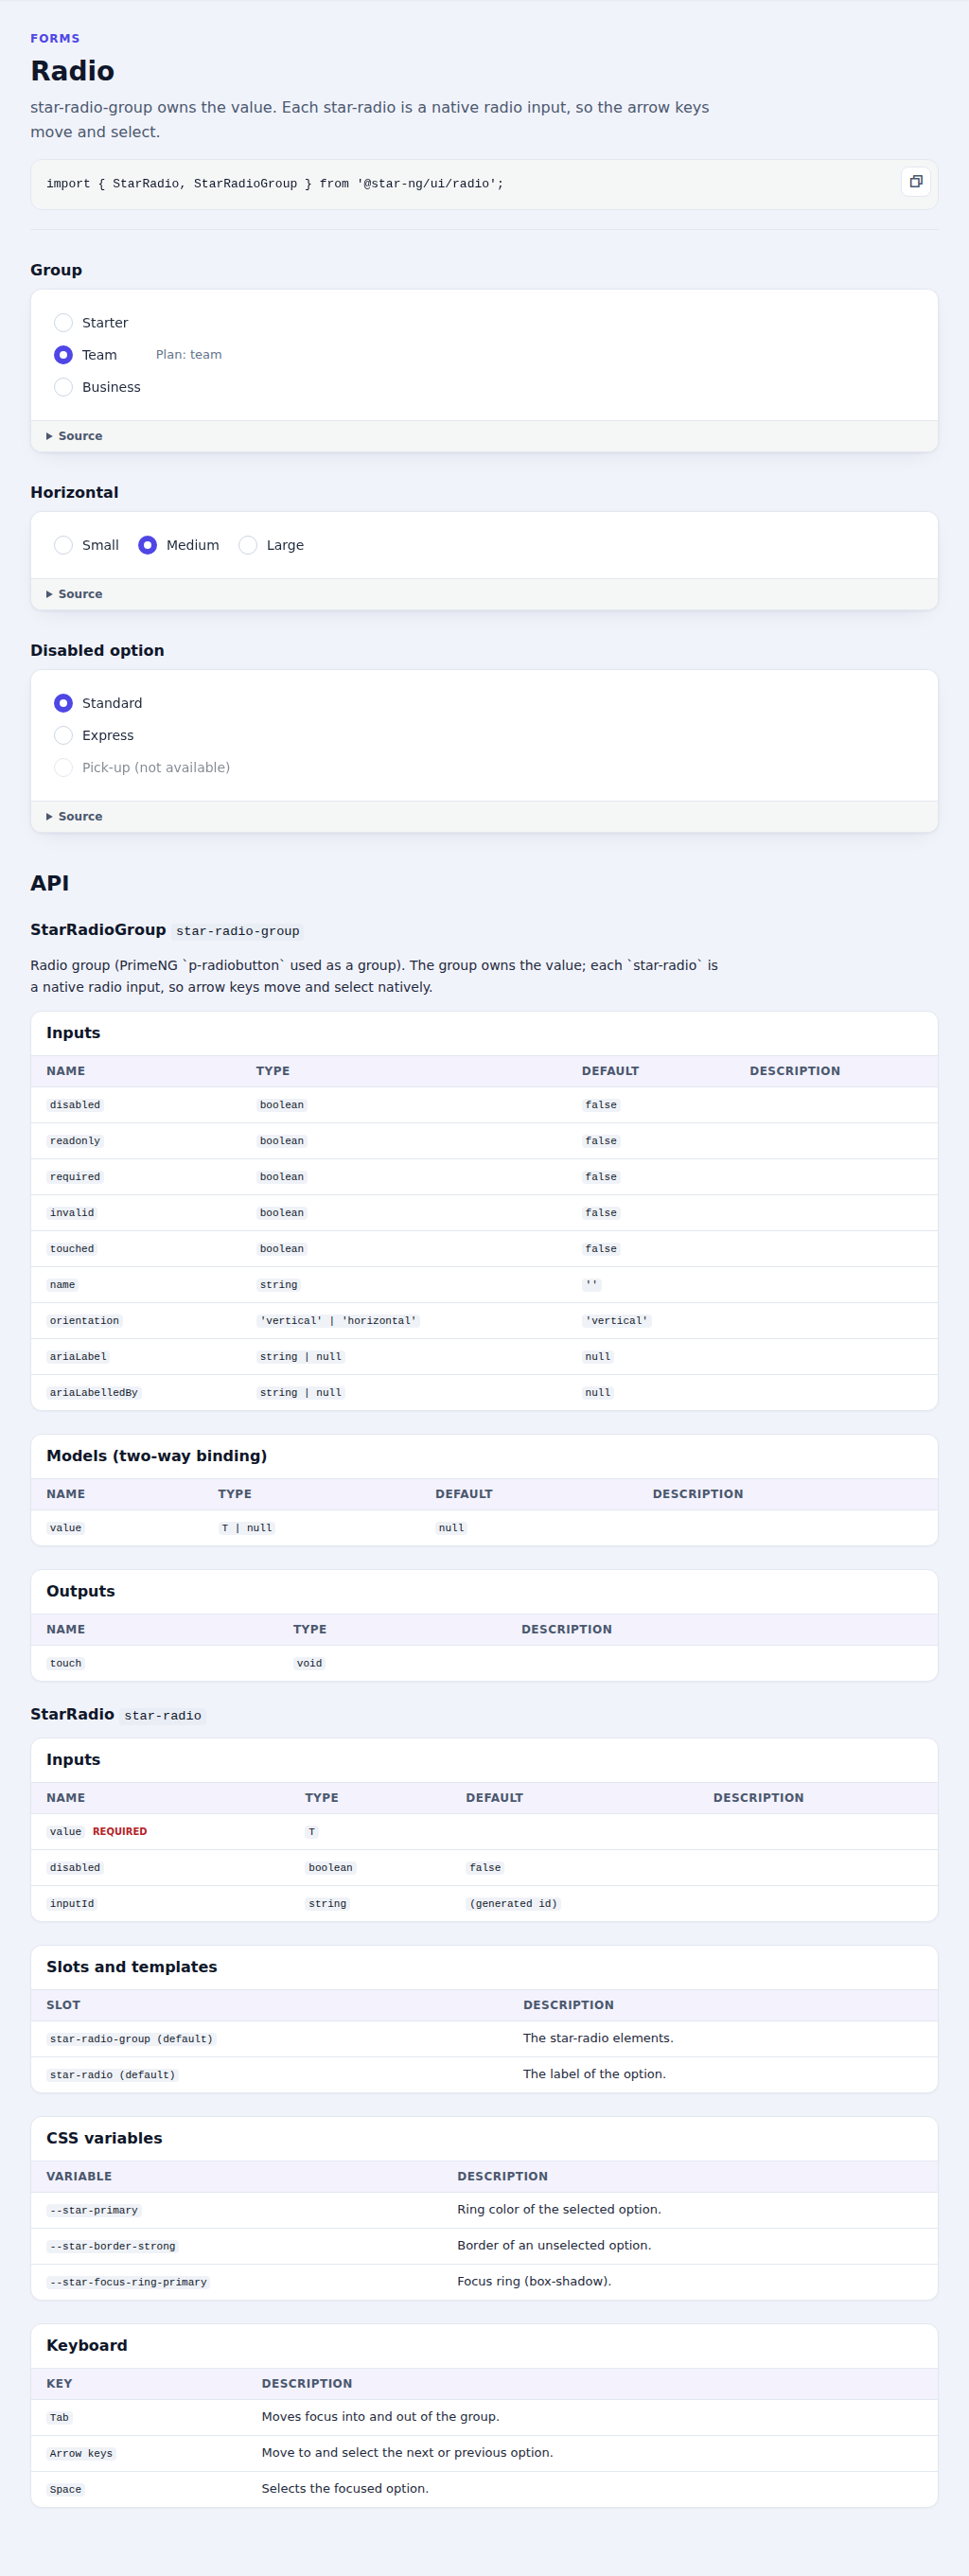 FORMS
Radio
star-radio-group owns the value. Each star-radio is a native radio input, so the arrow keys
move and select.
import { StarRadio, StarRadioGroup } from '@star-ng/ui/radio';
Group
Starter
Team Plan: team
Business
Source
Horizontal
Small Medium Large
Source
Disabled option
Standard
Express
Pick-up (not available)
Source
API
StarRadioGroup star-radio-group
Radio group (PrimeNG `p-radiobutton` used as a group). The group owns the value; each `star-radio` is
a native radio input, so arrow keys move and select natively.
Inputs
NAME TYPE DEFAULT DESCRIPTION
disabled boolean false
readonly boolean false
required boolean false
invalid boolean false
touched boolean false
name string ''
orientation 'vertical' | 'horizontal' 'vertical'
ariaLabel string | null null
ariaLabelledBy string | null null
Models (two-way binding)
NAME TYPE DEFAULT DESCRIPTION
value T | null null
Outputs
NAME TYPE DESCRIPTION
touch void
StarRadio star-radio
Inputs
NAME TYPE DEFAULT DESCRIPTION
value REQUIRED T
disabled boolean false
inputId string (generated id)
Slots and templates
SLOT DESCRIPTION
star-radio-group (default) The star-radio elements.
star-radio (default) The label of the option.
CSS variables
VARIABLE DESCRIPTION
--star-primary Ring color of the selected option.
--star-border-strong Border of an unselected option.
--star-focus-ring-primary Focus ring (box-shadow).
Keyboard
KEY DESCRIPTION
Tab Moves focus into and out of the group.
Arrow keys Move to and select the next or previous option.
Space Selects the focused option.